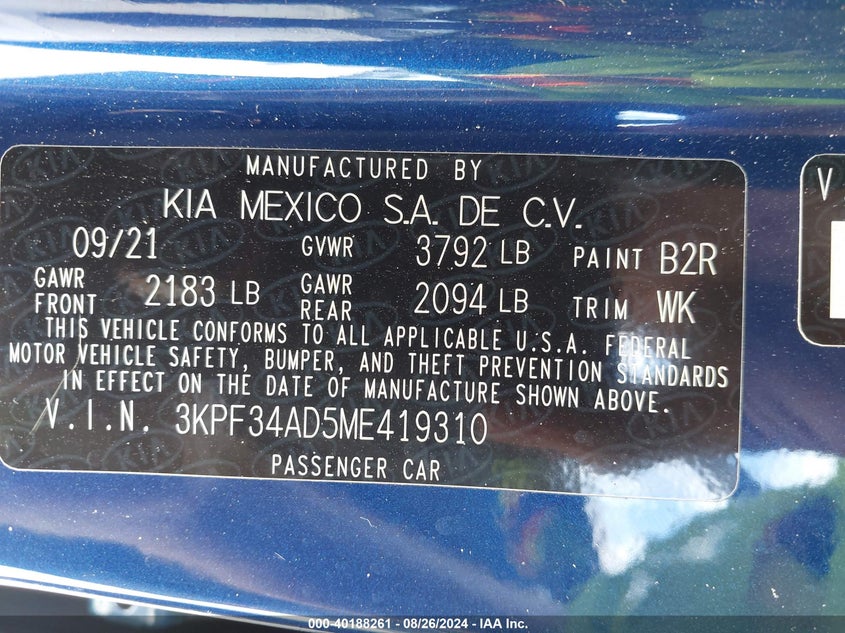 MANUFACTURED BY
KIA MEXICO S.A. DE C.V.
09/21 GVWR 3792 LB PAINT B2R
GAWR FRONT 2183 LB GAWR REAR 2094 LB TRIM WK
THIS VEHICLE CONFORMS TO ALL APPLICABLE U.S.A. FEDERAL
MOTOR VEHICLE SAFETY, BUMPER, AND THEFT PREVENTION STANDARDS
IN EFFECT ON THE DATE OF MANUFACTURE SHOWN ABOVE.
V.I.N. 3KPF34AD5ME419310
PASSENGER CAR
V
000-40188261 - 08/26/2024 - IAA Inc.